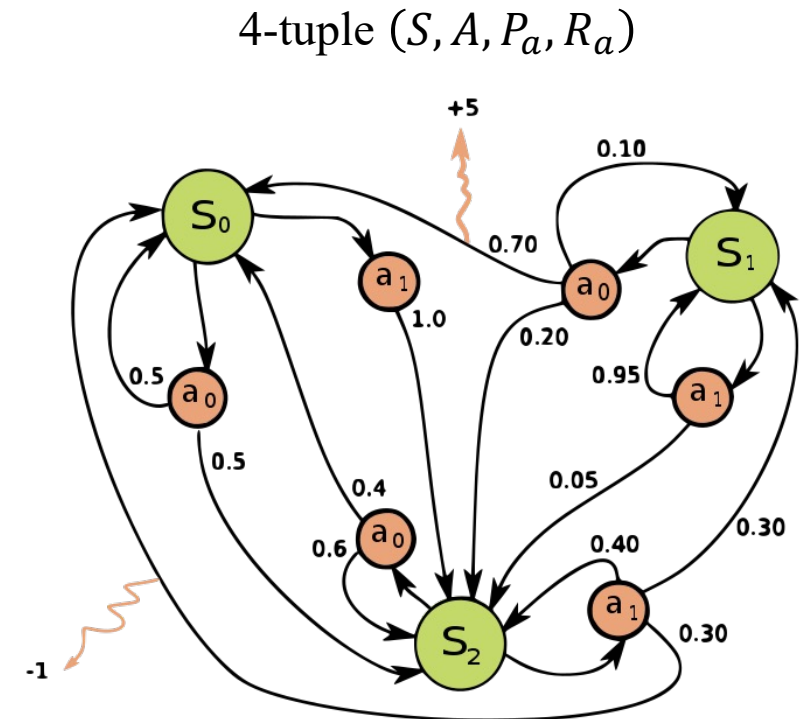 4-tuple (S, A, Pₐ, Rₐ)
+5
0.10
S₀
0.70
S₁
a₁
a₀
1.0
0.20
0.5
0.95
a₀
a₁
0.5
0.05
0.4
a₀
0.6
0.40
0.30
a₁
S₂
0.30
-1